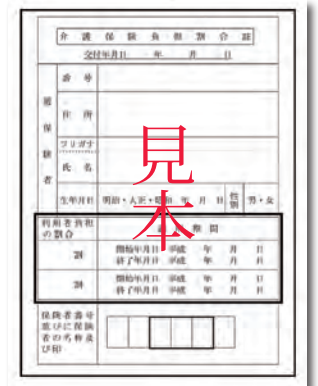 介護保険負担割合証
交付年月日 年 月 日
被保険者
番号
住所
フリガナ
氏名
生年月日 明治・大正・昭和 年 月 日 性別 男・女
見本
利用者負担の割合 期間
割 開始年月日 平成 年 月 日
終了年月日 平成 年 月 日
割 開始年月日 平成 年 月 日
終了年月日 平成 年 月 日
保険者番号
並びに保険
者の名称及
び印